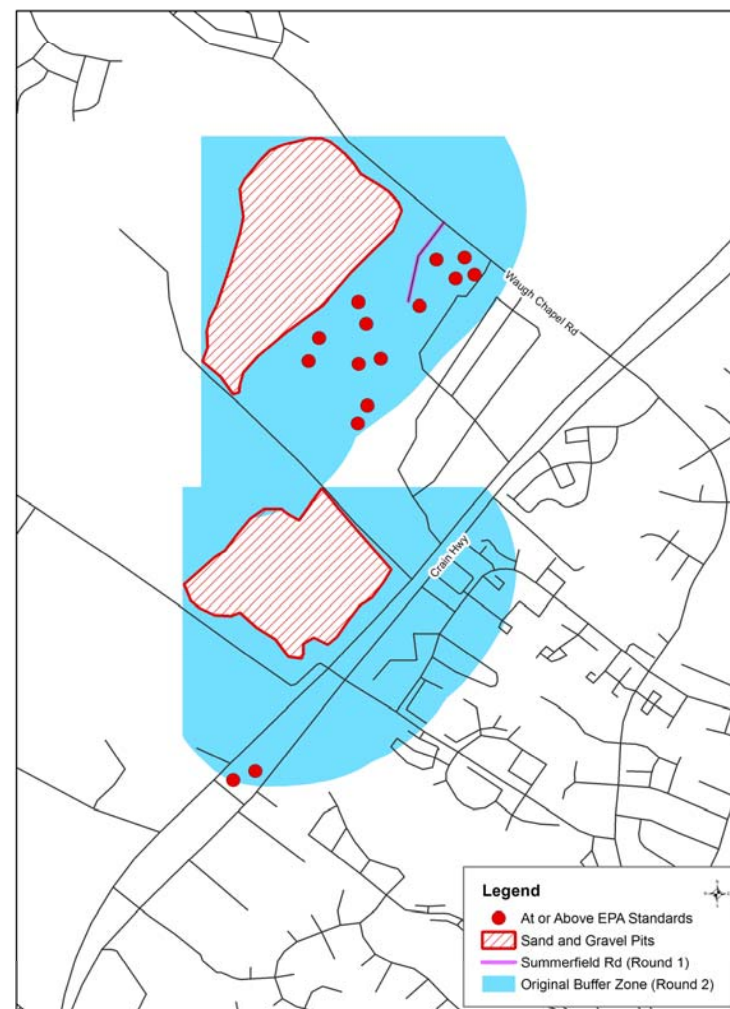 Waugh Chapel Rd
Crain Hwy
Legend
At or Above EPA Standards
Sand and Gravel Pits
Summerfield Rd (Round 1)
Original Buffer Zone (Round 2)